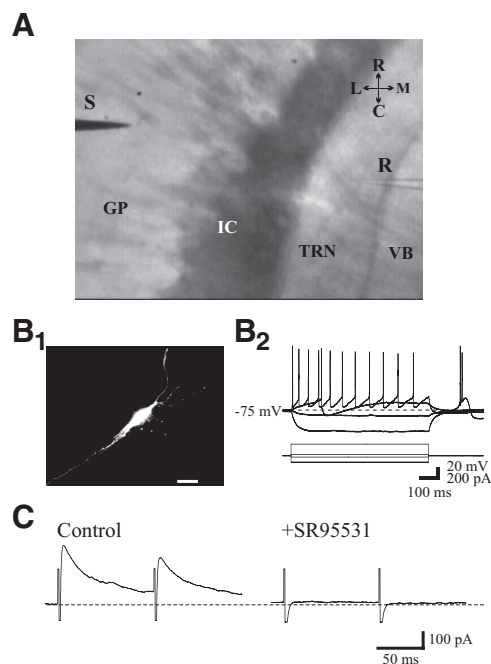 A
R
L M
C
S
R
GP
IC
TRN
VB
B1
B2
-75 mV
20 mV
200 pA
100 ms
C
Control
+SR95531
100 pA
50 ms